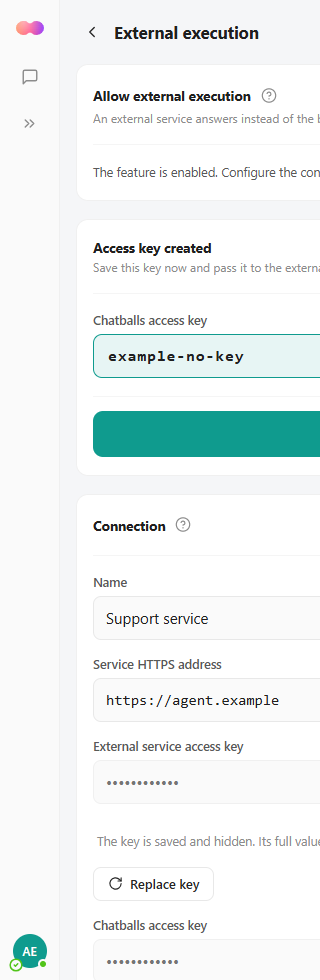 External execution
Allow external execution
An external service answers instead of the
The feature is enabled. Configure the
Access key created
Save this key now and pass it to the
Chatballs access key
example-no-key
Connection
Name
Support service
Service HTTPS address
https://agent.example
External service access key
••••••••••••
The key is saved and hidden. Its full
Replace key
Chatballs access key
••••••••••••
AE